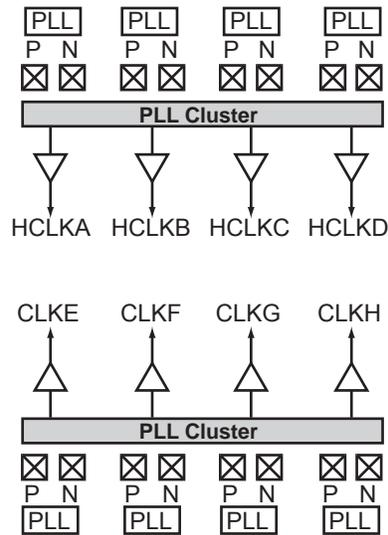 PLL PLL PLL PLL
P N P N P N P N
PLL Cluster
HCLKA HCLKB HCLKC HCLKD
CLKE CLKF CLKG CLKH
PLL Cluster
P N P N P N P N
PLL PLL PLL PLL